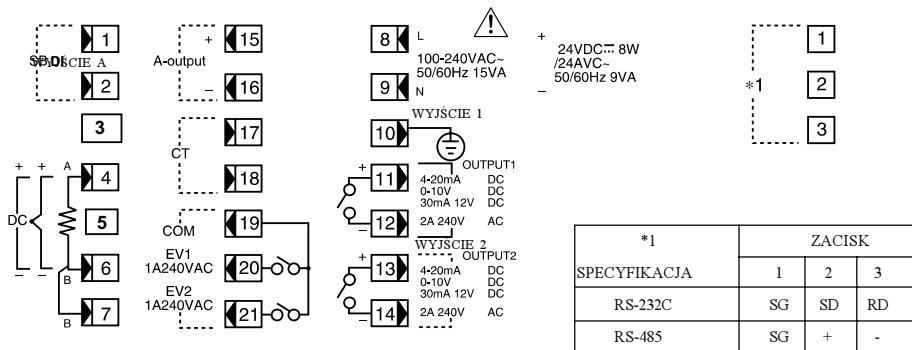 1
SB,DI
WYJŚCIE A
2
3
+ + A 4
DC
5
– – B 6
B 7
+ 15
A-output
– 16
17
CT
18
COM 19
EV1
1A240VAC 20
EV2
1A240VAC 21
8 L
100-240VAC~
50/60Hz 15VA
9 N
+
24VDC⎓ 8W
/24AVC~
50/60Hz 9VA
–
WYJŚCIE 1
10
OUTPUT1
+ 11 4-20mA DC
0-10V DC
30mA 12V DC
– 12 2A 240V AC
WYJŚCIE 2
OUTPUT2
+ 13 4-20mA DC
0-10V DC
30mA 12V DC
– 14 2A 240V AC
1
*1 2
3
*1 ZACISK
SPECYFIKACJA 1 2 3
RS-232C SG SD RD
RS-485 SG + -